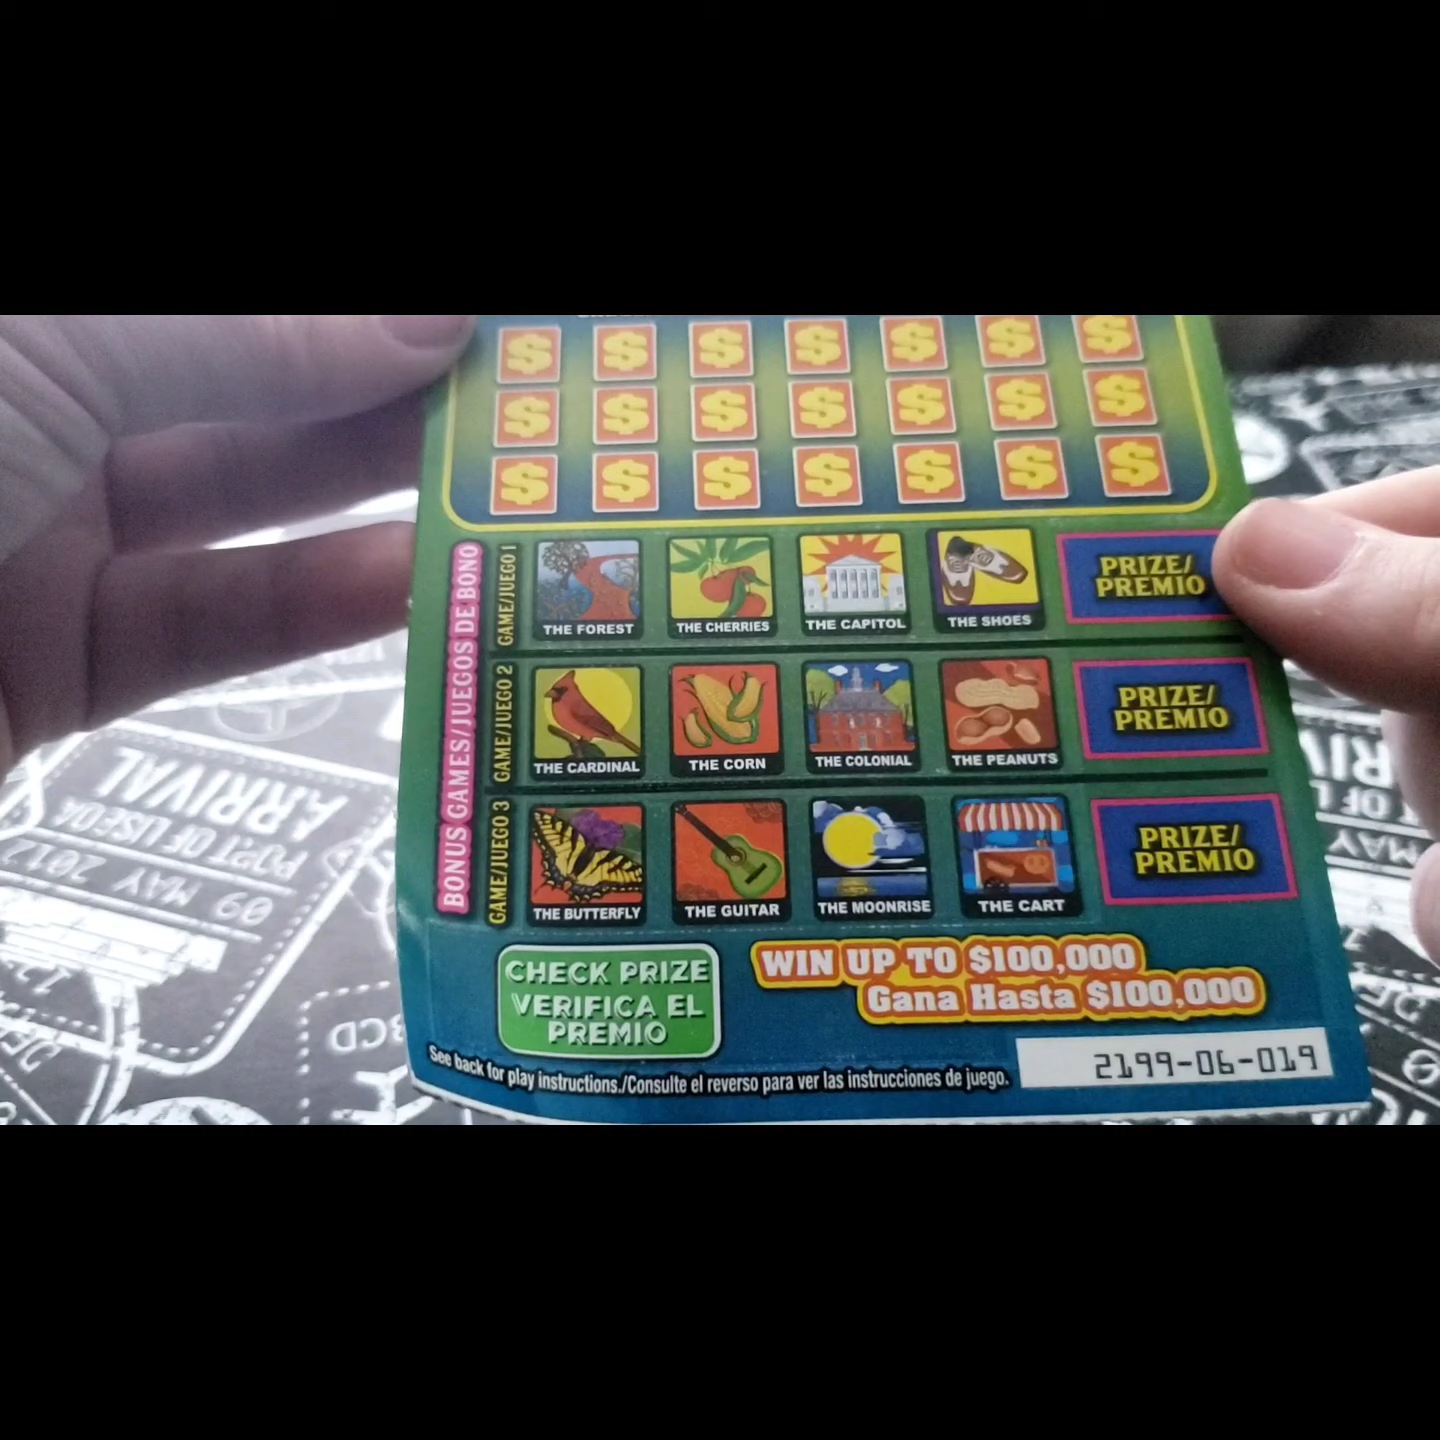 $ $ $ $ $ $ $
$ $ $ $ $ $ $
$ $ $ $ $ $ $
BONUS GAMES/JUEGOS DE BONO
GAME/JUEGO 1
THE FOREST
THE CHERRIES
THE CAPITOL
THE SHOES
PRIZE/
PREMIO
GAME/JUEGO 2
THE CARDINAL
THE CORN
THE COLONIAL
THE PEANUTS
PRIZE/
PREMIO
GAME/JUEGO 3
THE BUTTERFLY
THE GUITAR
THE MOONRISE
THE CART
PRIZE/
PREMIO
CHECK PRIZE
VERIFICA EL
PREMIO
WIN UP TO $100,000
Gana Hasta $100,000
See back for play instructions./Consulte el reverso para ver las instrucciones de juego.
2199-06-019
ARRIVAL
09 MAY 2012
MAY